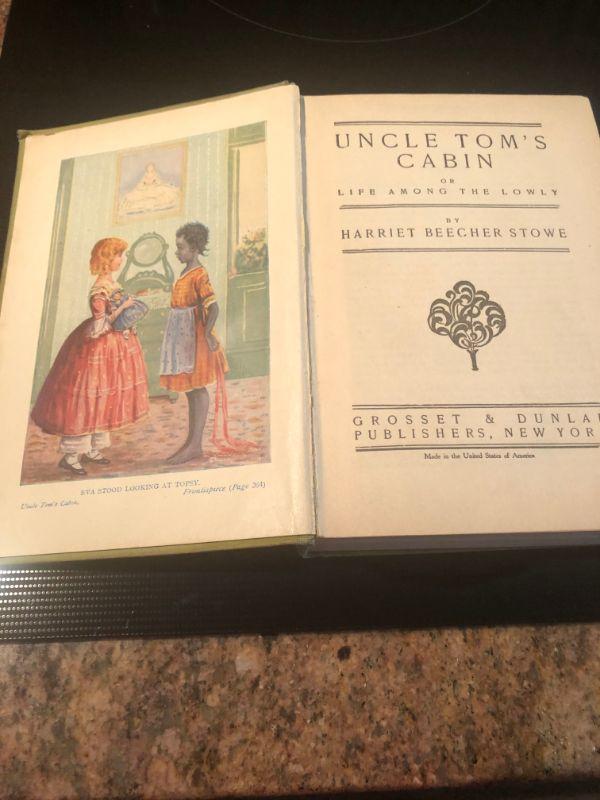 EVA STOOD LOOKING AT TOPSY.
Frontispiece (Page 264)
Uncle Tom's Cabin.
UNCLE TOM'S
CABIN
OR
LIFE AMONG THE LOWLY
BY
HARRIET BEECHER STOWE
GROSSET & DUNLAP
PUBLISHERS, NEW YORK
Made in the United States of America